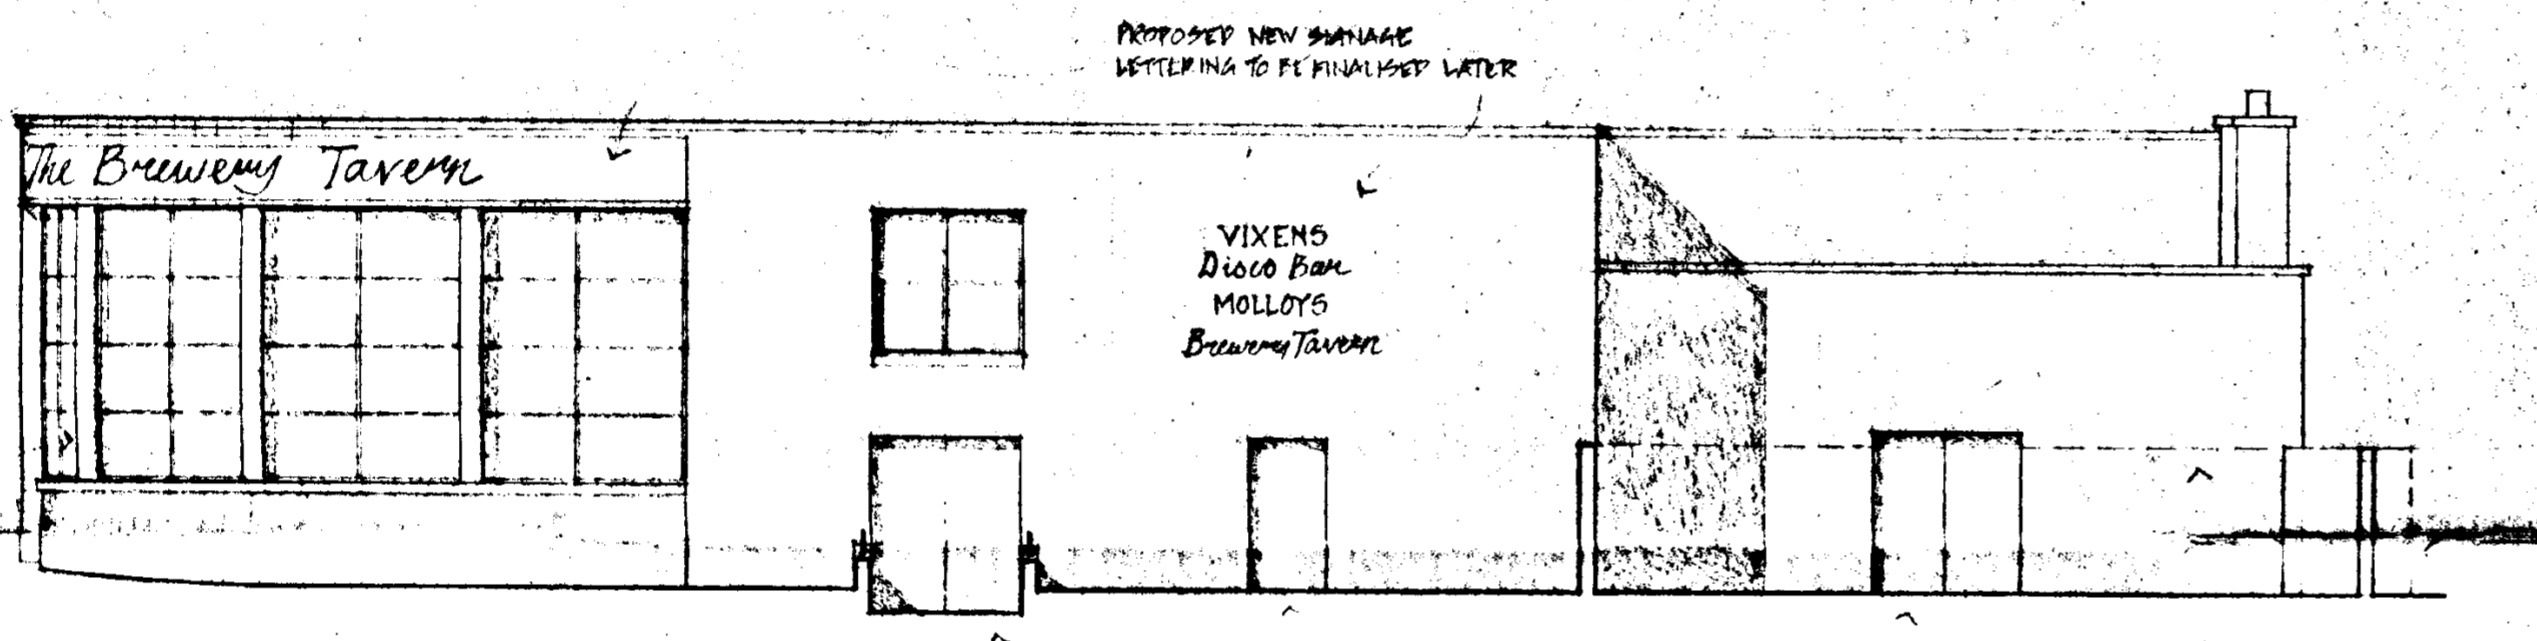 PROPOSED NEW SIGNAGE
LETTERING TO BE FINALISED LATER
The Brewery Tavern
VIXENS
Disco Bar
MOLLOYS
Brewery Tavern